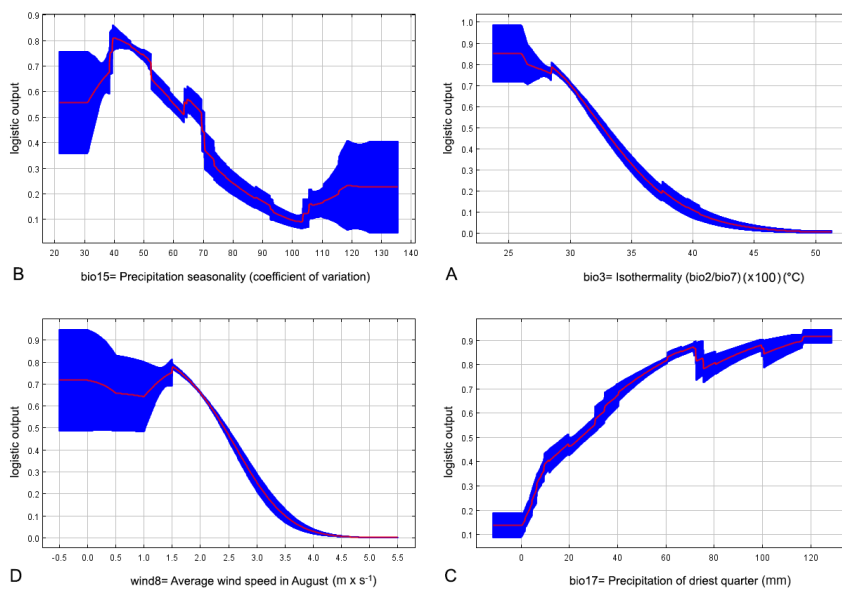 0.9
0.8
0.7
0.6
0.5
0.4
0.3
0.2
0.1
logistic output
20 30 40 50 60 70 80 90 100 110 120 130 140
B
bio15= Precipitation seasonality (coefficient of variation)
1.0
0.9
0.8
0.7
0.6
0.5
0.4
0.3
0.2
0.1
0.0
logistic output
25 30 35 40 45 50
A
bio3= Isothermality (bio2/bio7) (x100) (°C)
0.9
0.8
0.7
0.6
0.5
0.4
0.3
0.2
0.1
0.0
logistic output
-0.5 0.0 0.5 1.0 1.5 2.0 2.5 3.0 3.5 4.0 4.5 5.0 5.5
D
wind8= Average wind speed in August (m x s-1)
0.9
0.8
0.7
0.6
0.5
0.4
0.3
0.2
0.1
logistic output
0 20 40 60 80 100 120
C
bio17= Precipitation of driest quarter (mm)